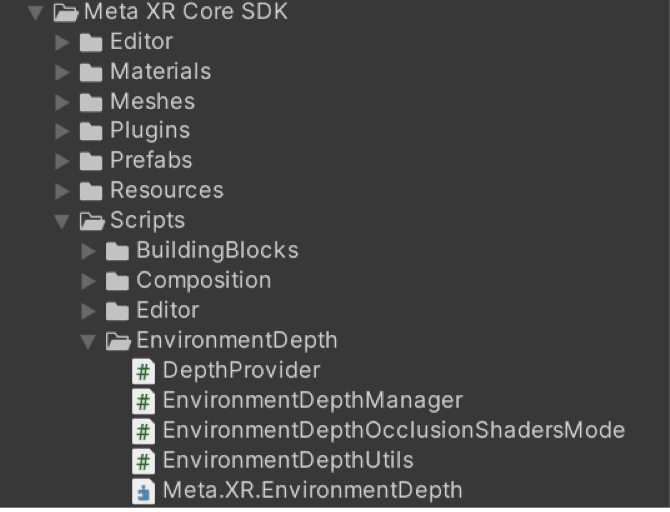 Meta XR Core SDK
Editor
Materials
Meshes
Plugins
Prefabs
Resources
Scripts
BuildingBlocks
Composition
Editor
EnvironmentDepth
DepthProvider
EnvironmentDepthManager
EnvironmentDepthOcclusionShadersMode
EnvironmentDepthUtils
Meta.XR.EnvironmentDepth